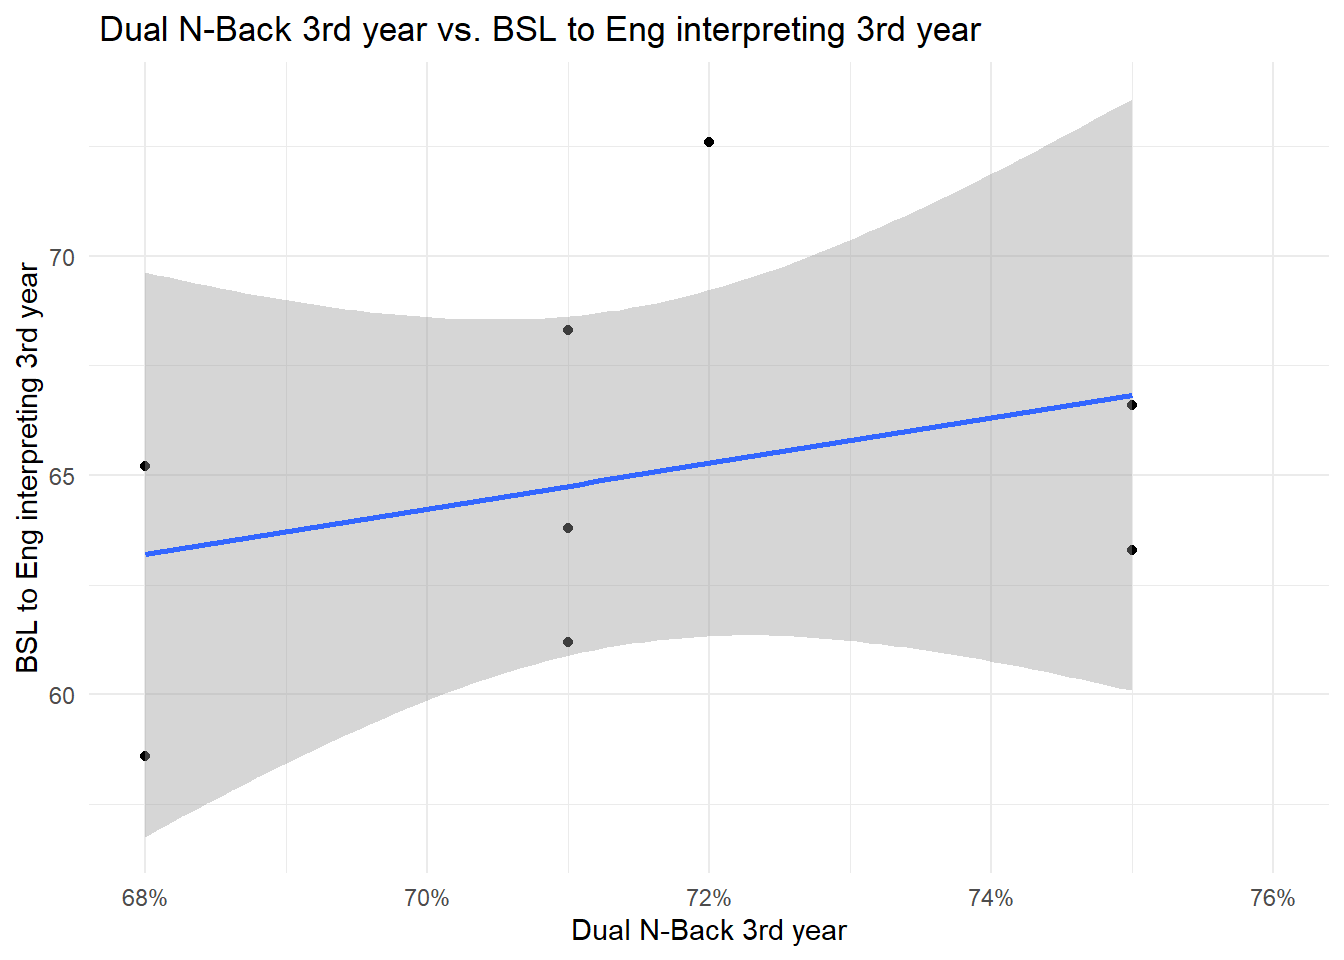 Dual N-Back 3rd year vs. BSL to Eng interpreting 3rd year
BSL to Eng interpreting 3rd year
70
65
60
68%
70%
72%
74%
76%
Dual N-Back 3rd year